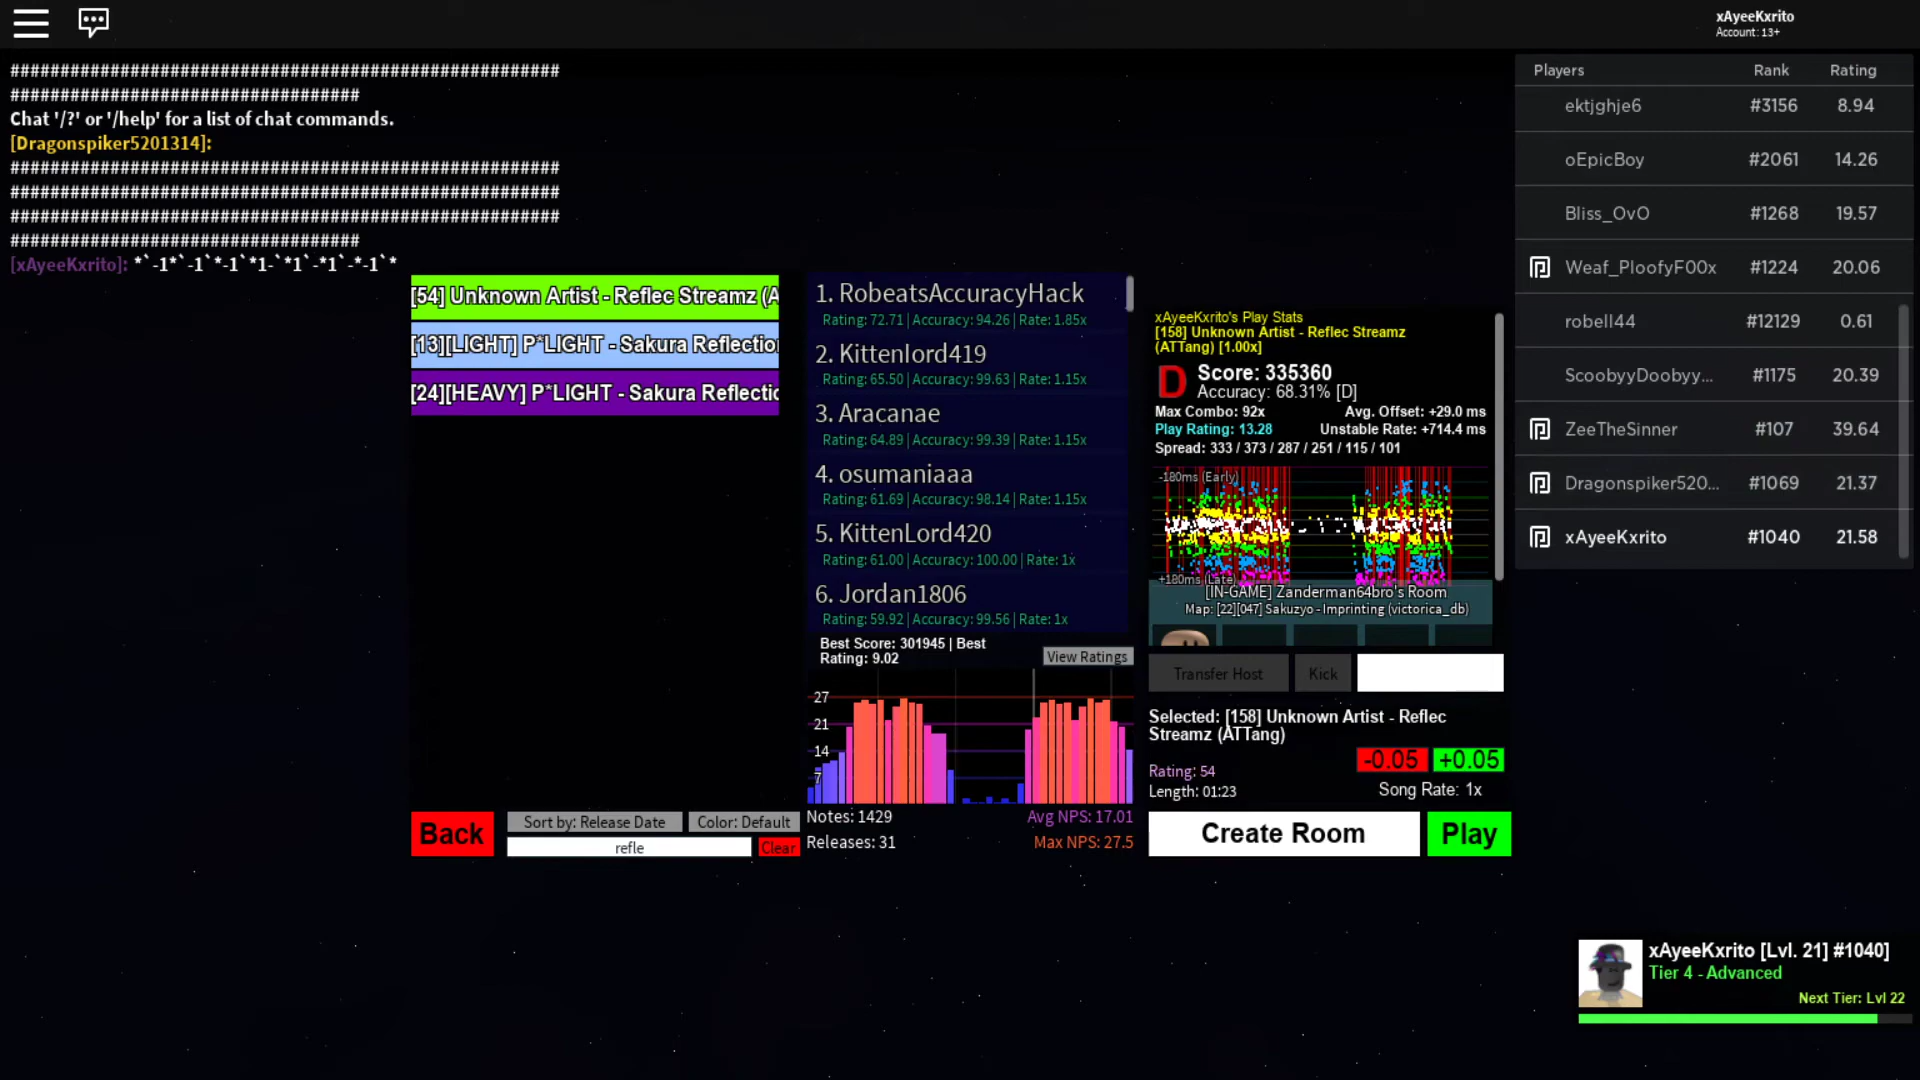 xAyeeKxrito
Account: 13+
#######################################################
###################################
Chat '/?' or '/help' for a list of chat commands.
[Dragonspiker5201314]:
#######################################################
#######################################################
#######################################################
###################################
[xAyeeKxrito]: *`-1*`-1`*-1`*1-`*1`-*1`-*-1`*
[54] Unknown Artist - Reflec Streamz (A
[13][LIGHT] P*LIGHT - Sakura Reflection
[24][HEAVY] P*LIGHT - Sakura Reflectio
Back
Sort by: Release Date
Color: Default
refle
Clear
1. RobeatsAccuracyHack
Rating: 72.71 | Accuracy: 94.26 | Rate: 1.85x
2. Kittenlord419
Rating: 65.50 | Accuracy: 99.63 | Rate: 1.15x
3. Aracanae
Rating: 64.89 | Accuracy: 99.39 | Rate: 1.15x
4. osumaniaaa
Rating: 61.69 | Accuracy: 98.14 | Rate: 1.15x
5. KittenLord420
Rating: 61.00 | Accuracy: 100.00 | Rate: 1x
6. Jordan1806
Rating: 59.92 | Accuracy: 99.56 | Rate: 1x
Best Score: 301945 | Best
Rating: 9.02
View Ratings
27
21
14
7
Notes: 1429
Avg NPS: 17.01
Releases: 31
Max NPS: 27.5
xAyeeKxrito's Play Stats
[158] Unknown Artist - Reflec Streamz
(ATTang) [1.00x]
D
Score: 335360
Accuracy: 68.31% [D]
Max Combo: 92x
Avg. Offset: +29.0 ms
Play Rating: 13.28
Unstable Rate: +714.4 ms
Spread: 333 / 373 / 287 / 251 / 115 / 101
-180ms (Early)
+180ms (Late)
[IN-GAME] Zanderman64bro's Room
Map: [22][047] Sakuzyo - Imprinting (victorica_db)
Transfer Host
Kick
Selected: [158] Unknown Artist - Reflec
Streamz (ATTang)
Rating: 54
-0.05
+0.05
Length: 01:23
Song Rate: 1x
Create Room
Play
Players Rank Rating
ektjghje6 #3156 8.94
oEpicBoy #2061 14.26
Bliss_OvO #1268 19.57
Weaf_PloofyF00x #1224 20.06
robell44 #12129 0.61
ScoobyyDoobyy... #1175 20.39
ZeeTheSinner #107 39.64
Dragonspiker520... #1069 21.37
xAyeeKxrito #1040 21.58
xAyeeKxrito [Lvl. 21] #1040]
Tier 4 - Advanced
Next Tier: Lvl 22